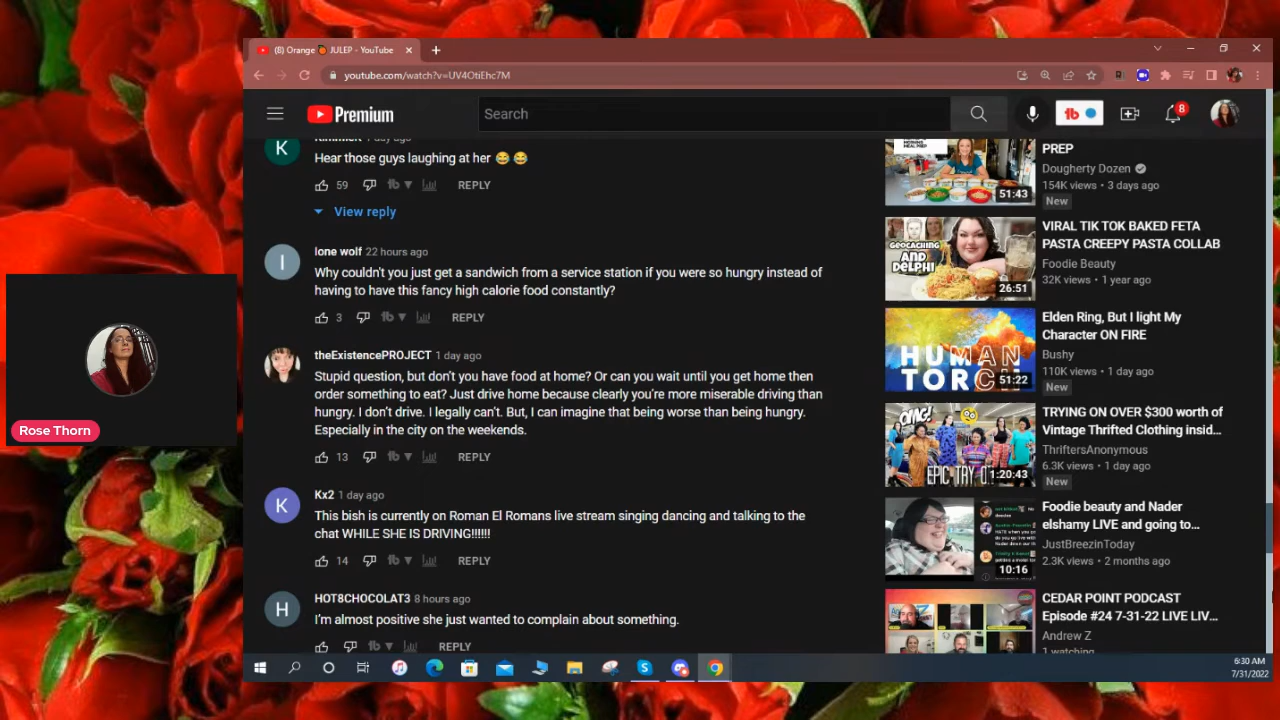 (8) Orange JULEP - YouTube
youtube.com/watch?v=UV4OtiEhc7M
Premium
Search
8
1 day ago
Hear those guys laughing at her 😂 😂
59
REPLY
View reply
lone wolf 22 hours ago
Why couldn't you just get a sandwich from a service station if you were so hungry instead of
having to have this fancy high calorie food constantly?
3
REPLY
theExistencePROJECT 1 day ago
Stupid question, but don't you have food at home? Or can you wait until you get home then
order something to eat? Just drive home because clearly you're more miserable driving than
hungry. I don't drive. I legally can't. But, I can imagine that being worse than being hungry.
Especially in the city on the weekends.
13
REPLY
K
Kx2 1 day ago
This bish is currently on Roman El Romans live stream singing dancing and talking to the
chat WHILE SHE IS DRIVING!!!!!!
14
REPLY
H
HOT8CHOCOLAT3 8 hours ago
I'm almost positive she just wanted to complain about something.
REPLY
PREP
Dougherty Dozen
154K views • 3 days ago
New
51:43
VIRAL TIK TOK BAKED FETA
PASTA CREEPY PASTA COLLAB
Foodie Beauty
32K views • 1 year ago
GEOCACHING
AND
DELPHI
26:51
Elden Ring, But I light My
Character ON FIRE
Bushy
110K views • 1 day ago
New
HUMAN
TORCH
51:22
TRYING ON OVER $300 worth of
Vintage Thrifted Clothing insid...
ThriftersAnonymous
6.3K views • 1 day ago
New
OMG!
EPIC TRY O
1:20:43
Foodie beauty and Nader
elshamy LIVE and going to...
JustBreezinToday
2.3K views • 2 months ago
10:16
CEDAR POINT PODCAST
Episode #24 7-31-22 LIVE LIV...
Andrew Z
1 watching
Rose Thorn
6:30 AM
7/31/2022